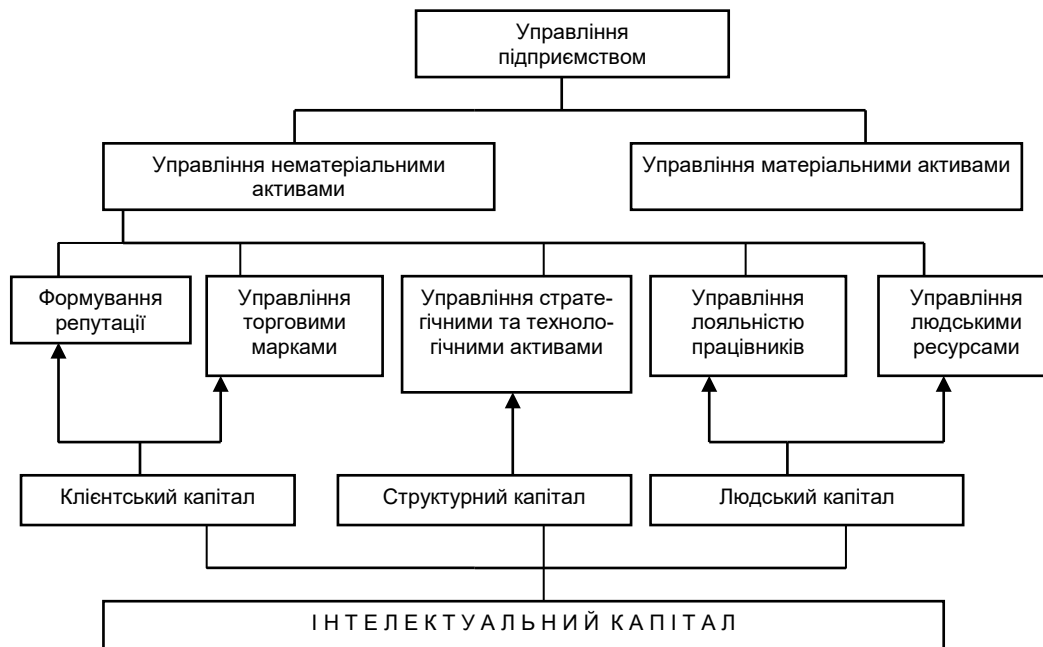 Управління
підприємством
Управління нематеріальними
активами
Управління матеріальними активами
Формування
репутації
Управління
торговими
марками
Управління страте-
гічними та техноло-
гічними активами
Управління
лояльністю
працівників
Управління
людськими
ресурсами
Клієнтський капітал
Структурний капітал
Людський капітал
І Н Т Е Л Е К Т У А Л Ь Н И Й К А П І Т А Л